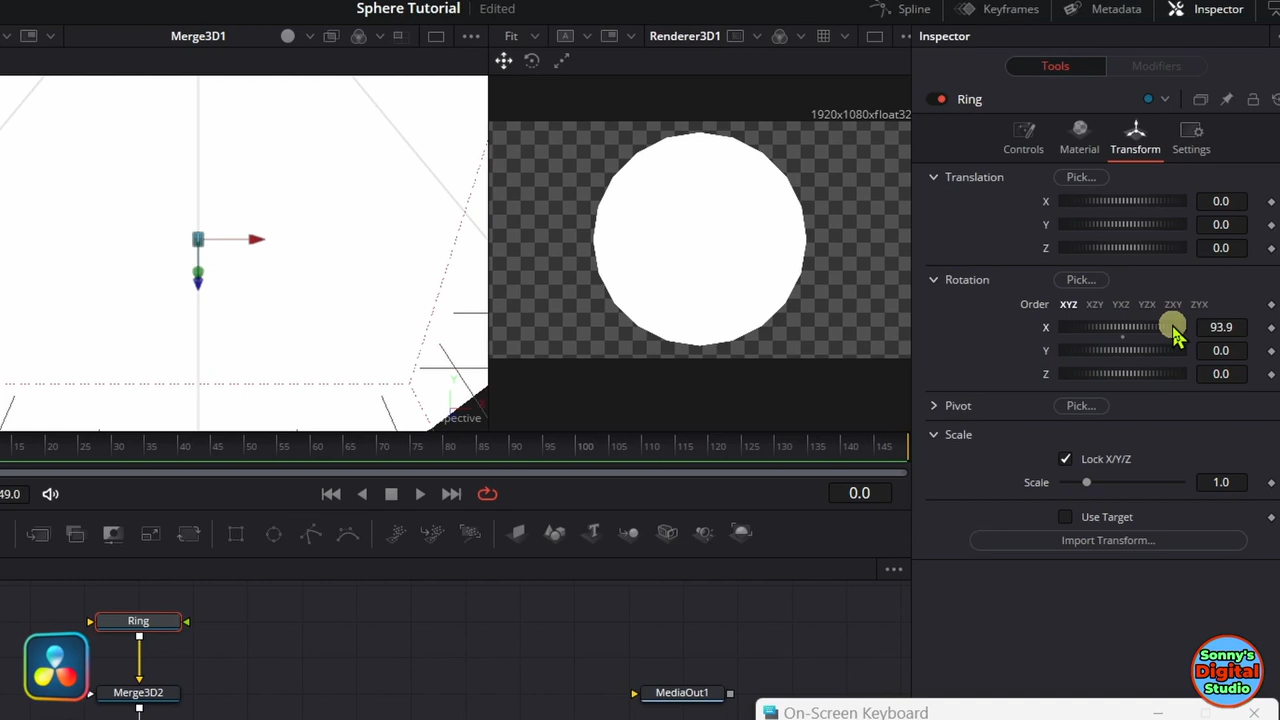 Sphere Tutorial Edited
Spline Keyframes Metadata Inspector
Merge3D1
Fit A Renderer3D1
Inspector
Tools Modifiers
Ring
1920x1080xfloat32
Controls Material Transform Settings
Translation Pick...
X 0.0
Y 0.0
Z 0.0
Rotation Pick...
Order XYZ XZY YXZ YZX ZXY ZYX
X 93.9
Y 0.0
Z 0.0
Pivot Pick...
Scale
Lock X/Y/Z
Scale 1.0
Use Target
Import Transform...
Y
spective
15 20 25 30 35 40 45 50 55 60 65 70 75 80 85 90 95 100 105 110 115 120 125 130 135 140 145
49.0 0.0
Ring
Merge3D2
MediaOut1
On-Screen Keyboard
Sonny's
Digital
Studio